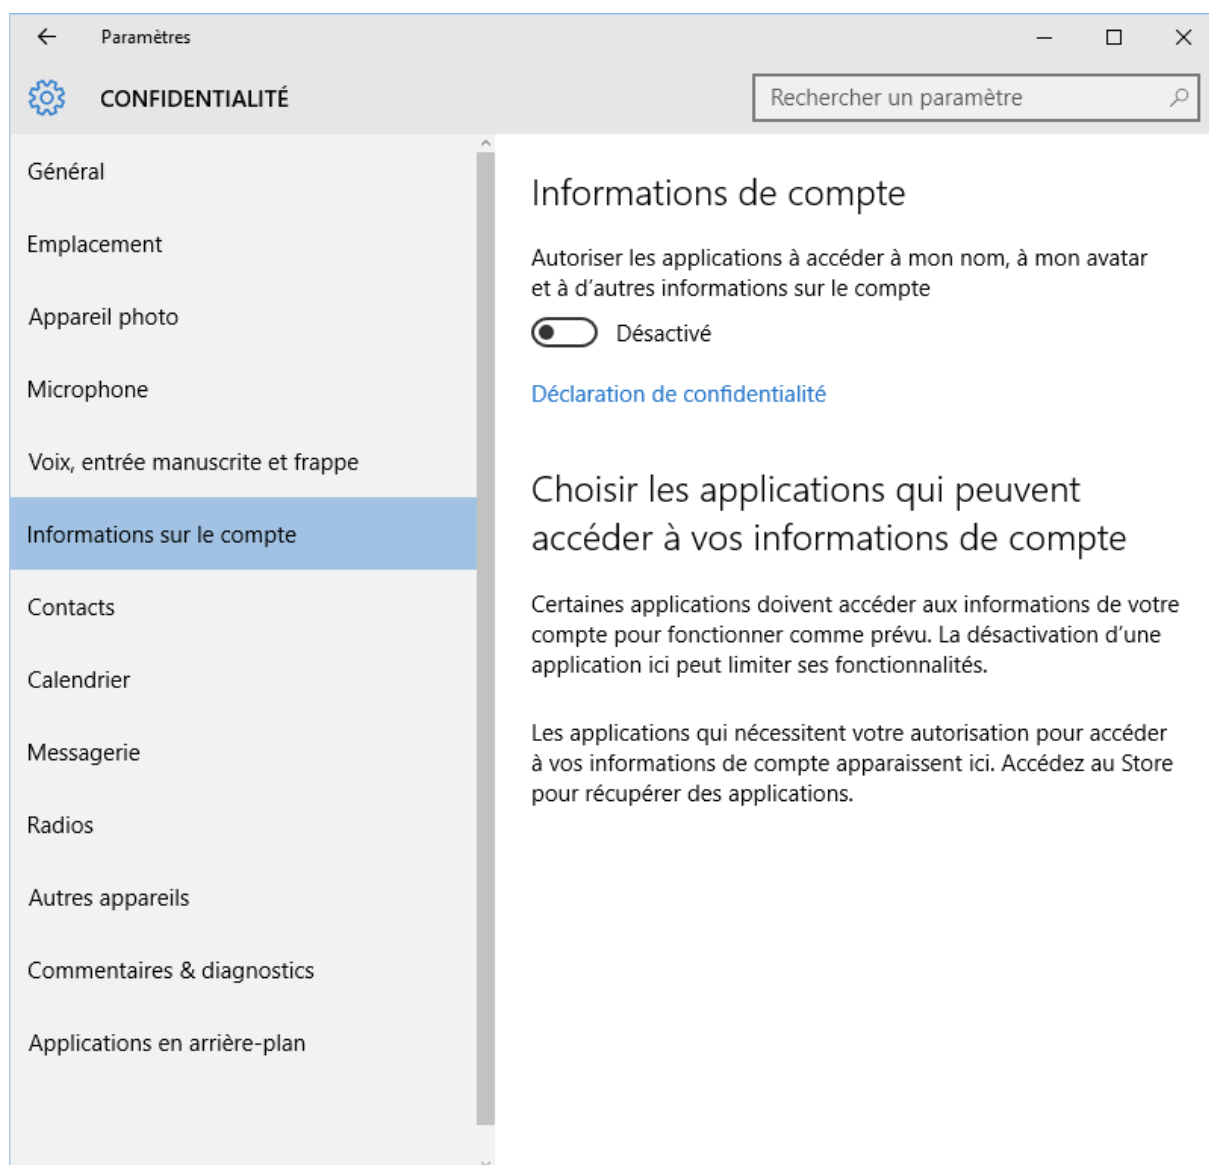 Paramètres
CONFIDENTIALITÉ
Rechercher un paramètre
Général
Emplacement
Appareil photo
Microphone
Voix, entrée manuscrite et frappe
Informations sur le compte
Contacts
Calendrier
Messagerie
Radios
Autres appareils
Commentaires & diagnostics
Applications en arrière-plan
Informations de compte
Autoriser les applications à accéder à mon nom, à mon avatar
et à d'autres informations sur le compte
Désactivé
Déclaration de confidentialité
Choisir les applications qui peuvent
accéder à vos informations de compte
Certaines applications doivent accéder aux informations de votre
compte pour fonctionner comme prévu. La désactivation d'une
application ici peut limiter ses fonctionnalités.
Les applications qui nécessitent votre autorisation pour accéder
à vos informations de compte apparaissent ici. Accédez au Store
pour récupérer des applications.